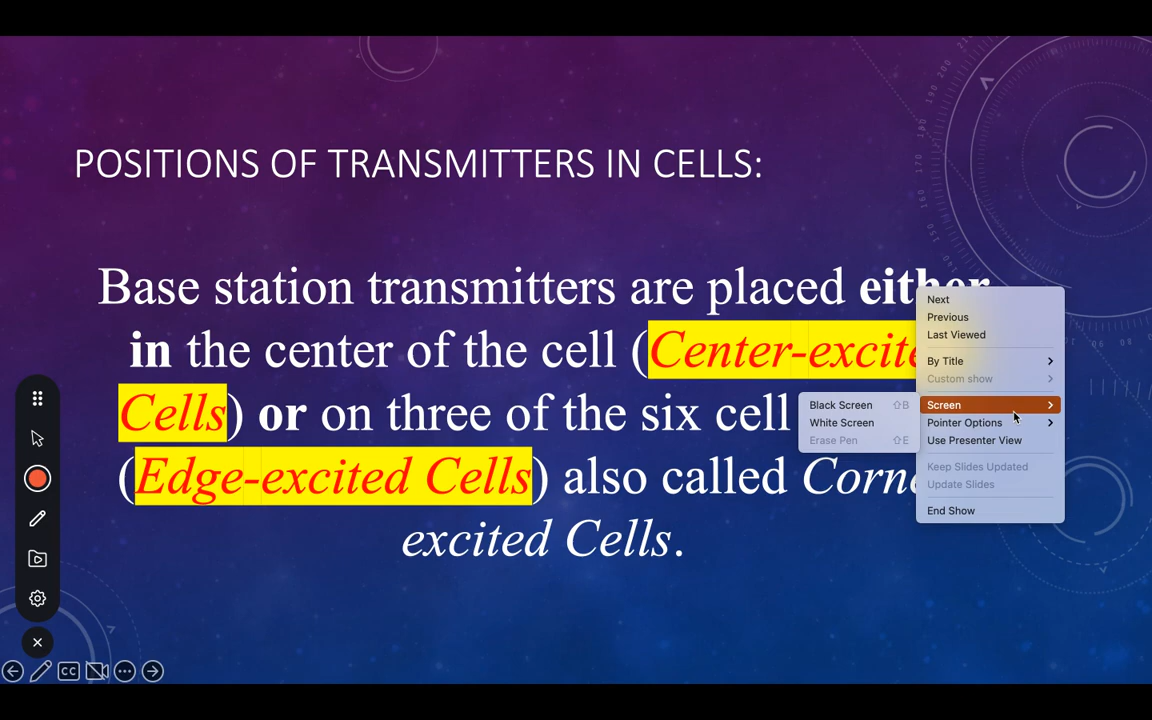 POSITIONS OF TRANSMITTERS IN CELLS:
Base station transmitters are placed either
in the center of the cell (Center-excite
Cells) or on three of the six cell
(Edge-excited Cells) also called Corne
excited Cells.
Next
Previous
Last Viewed
By Title
Custom show
Screen
Pointer Options
Use Presenter View
Keep Slides Updated
Update Slides
End Show
Black Screen ⇧B
White Screen
Erase Pen ⇧E
CC